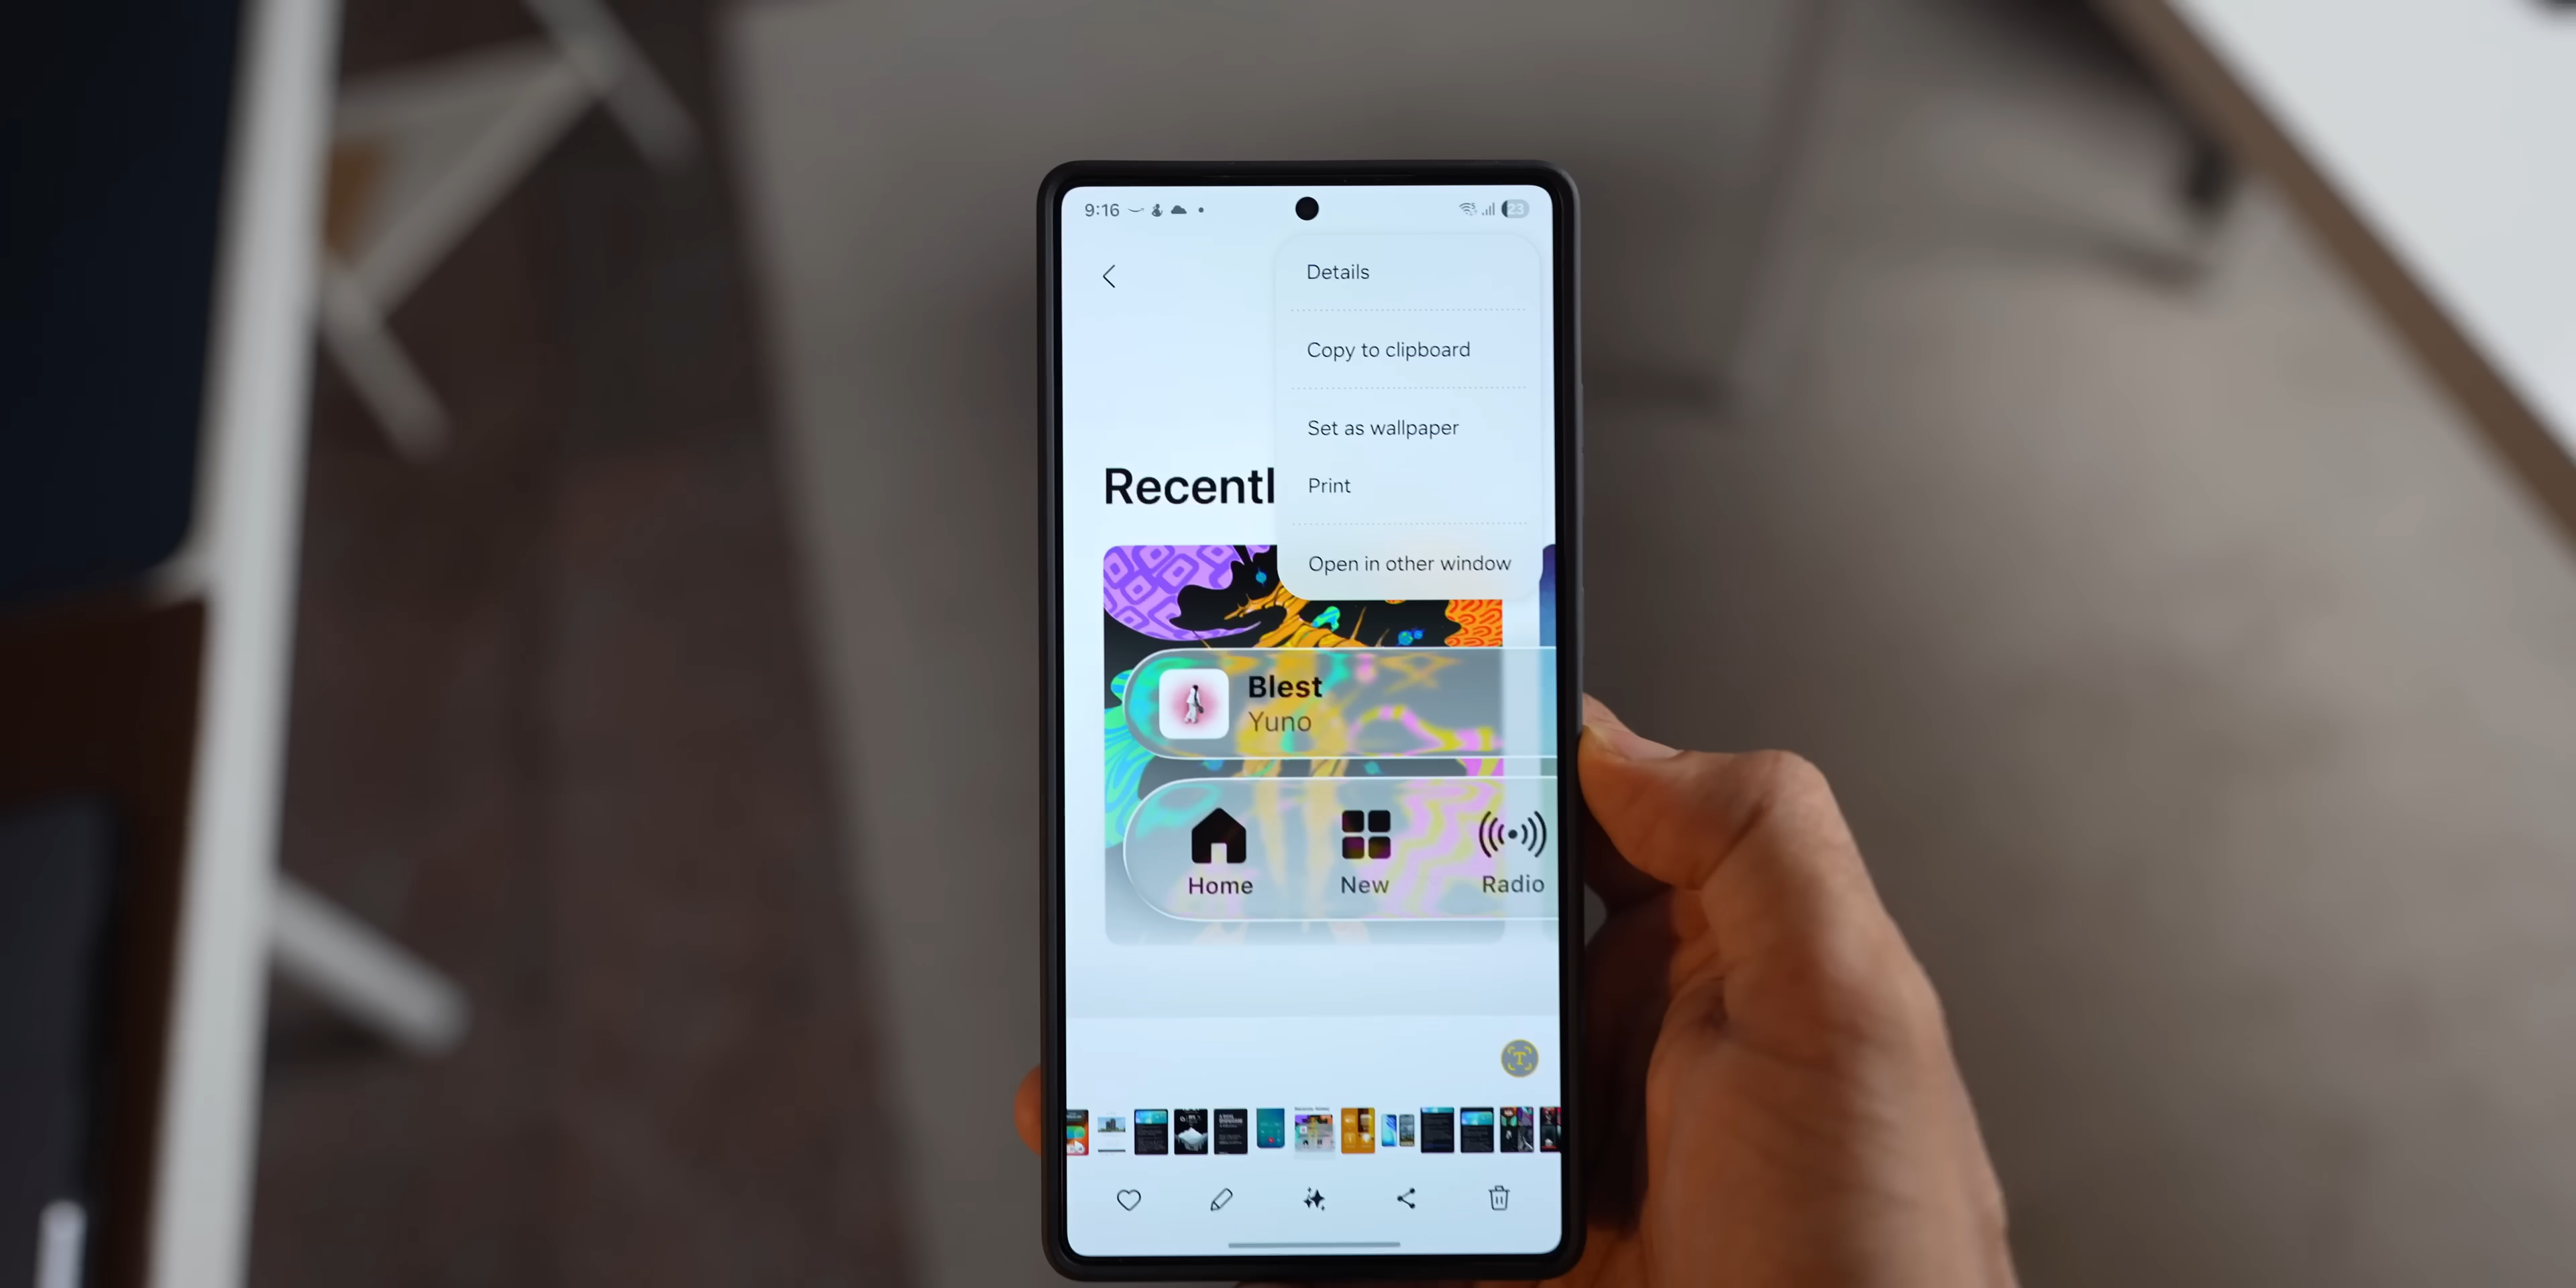 9:16
23
Details
Copy to clipboard
Set as wallpaper
Recentl
Print
Open in other window
Blest
Yuno
Home
New
Radio
T